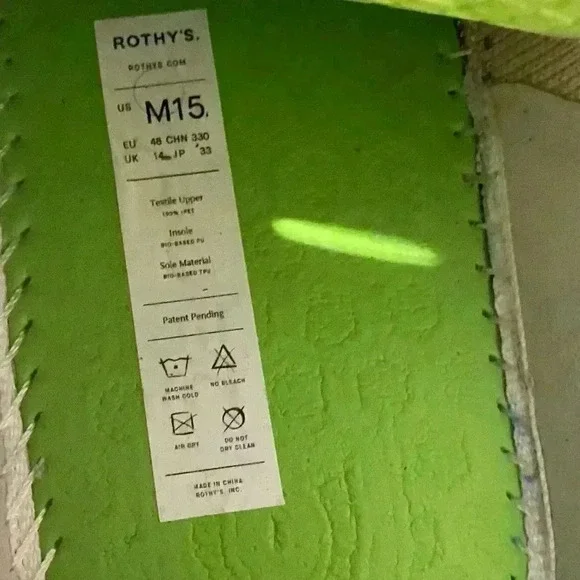 ROTHY'S.
ROTHYS.COM
US M15.
EU 48 CHN 330
UK 14 JP 33
Textile Upper
100% rPET
Insole
BIO-BASED PU
Sole Material
BIO-BASED TPU
Patent Pending
MACHINE WASH COLD
NO BLEACH
AIR DRY
DO NOT DRY CLEAN
MADE IN CHINA
ROTHY'S, INC.